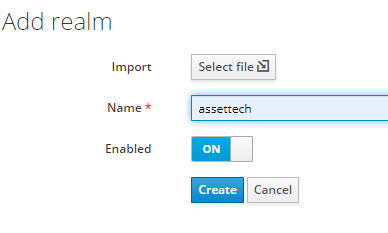 Add realm
Import Select file
Name * assettech
Enabled ON
Create Cancel